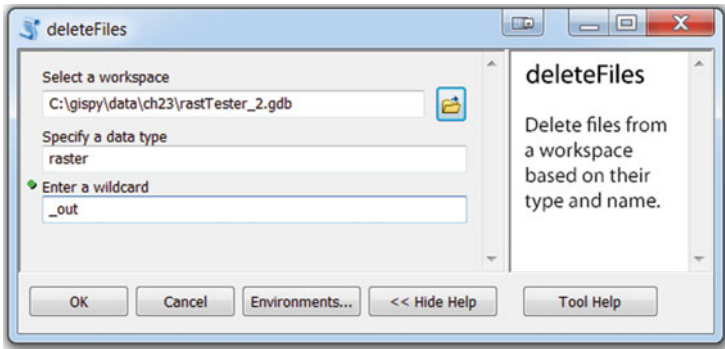 deleteFiles
Select a workspace
C:\gispy\data\ch23\rastTester_2.gdb
Specify a data type
raster
Enter a wildcard
_out
OK
Cancel
Environments...
<< Hide Help
deleteFiles
Delete files from
a workspace
based on their
type and name.
Tool Help